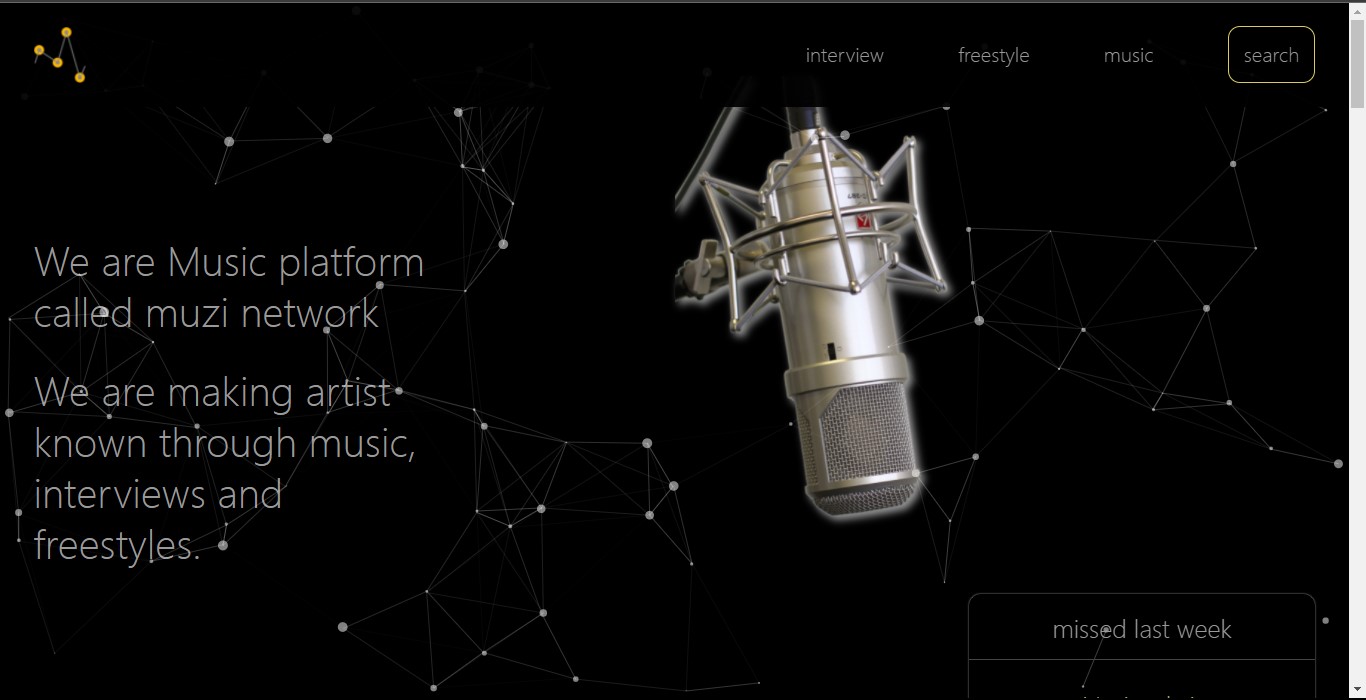 interview freestyle music search
We are Music platform
called muzi network
We are making artist
known through music,
interviews and
freestyles.
missed last week